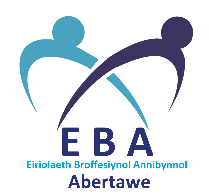 EBA
Eiriolaeth Broffesiynol Annibynnol
Abertawe